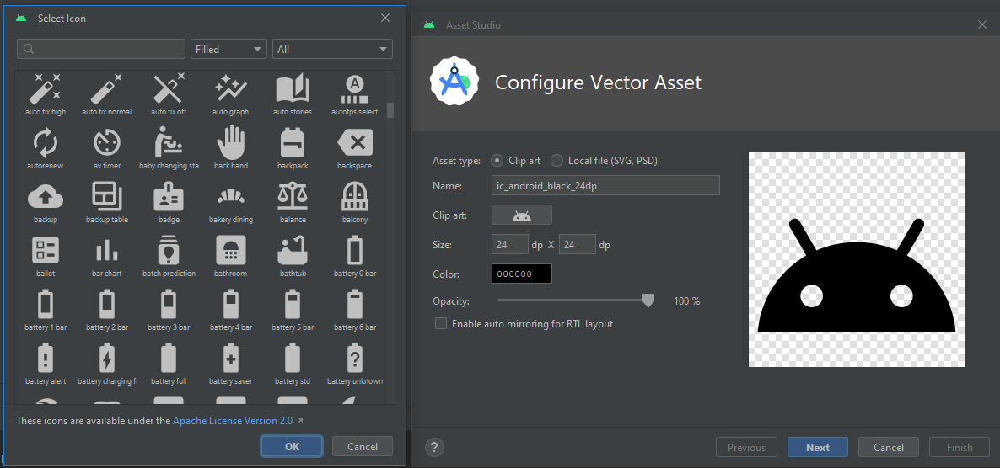 Select Icon
Filled
All
auto fix high
auto fix normal
auto fix off
auto graph
auto stories
autofps select
autorenew
av timer
baby changing sta
back hand
backpack
backspace
backup
backup table
badge
bakery dining
balance
balcony
ballot
bar chart
batch prediction
bathroom
bathtub
battery 0 bar
battery 1 bar
battery 2 bar
battery 3 bar
battery 4 bar
battery 5 bar
battery 6 bar
battery alert
battery charging f
battery full
battery saver
battery std
battery unknown
These icons are available under the Apache License Version 2.0
OK
Cancel
Asset Studio
Configure Vector Asset
Asset type:
Clip art
Local file (SVG, PSD)
Name:
ic_android_black_24dp
Clip art:
Size:
24 dp X 24 dp
Color:
000000
Opacity:
100 %
Enable auto mirroring for RTL layout
?
Previous
Next
Cancel
Finish